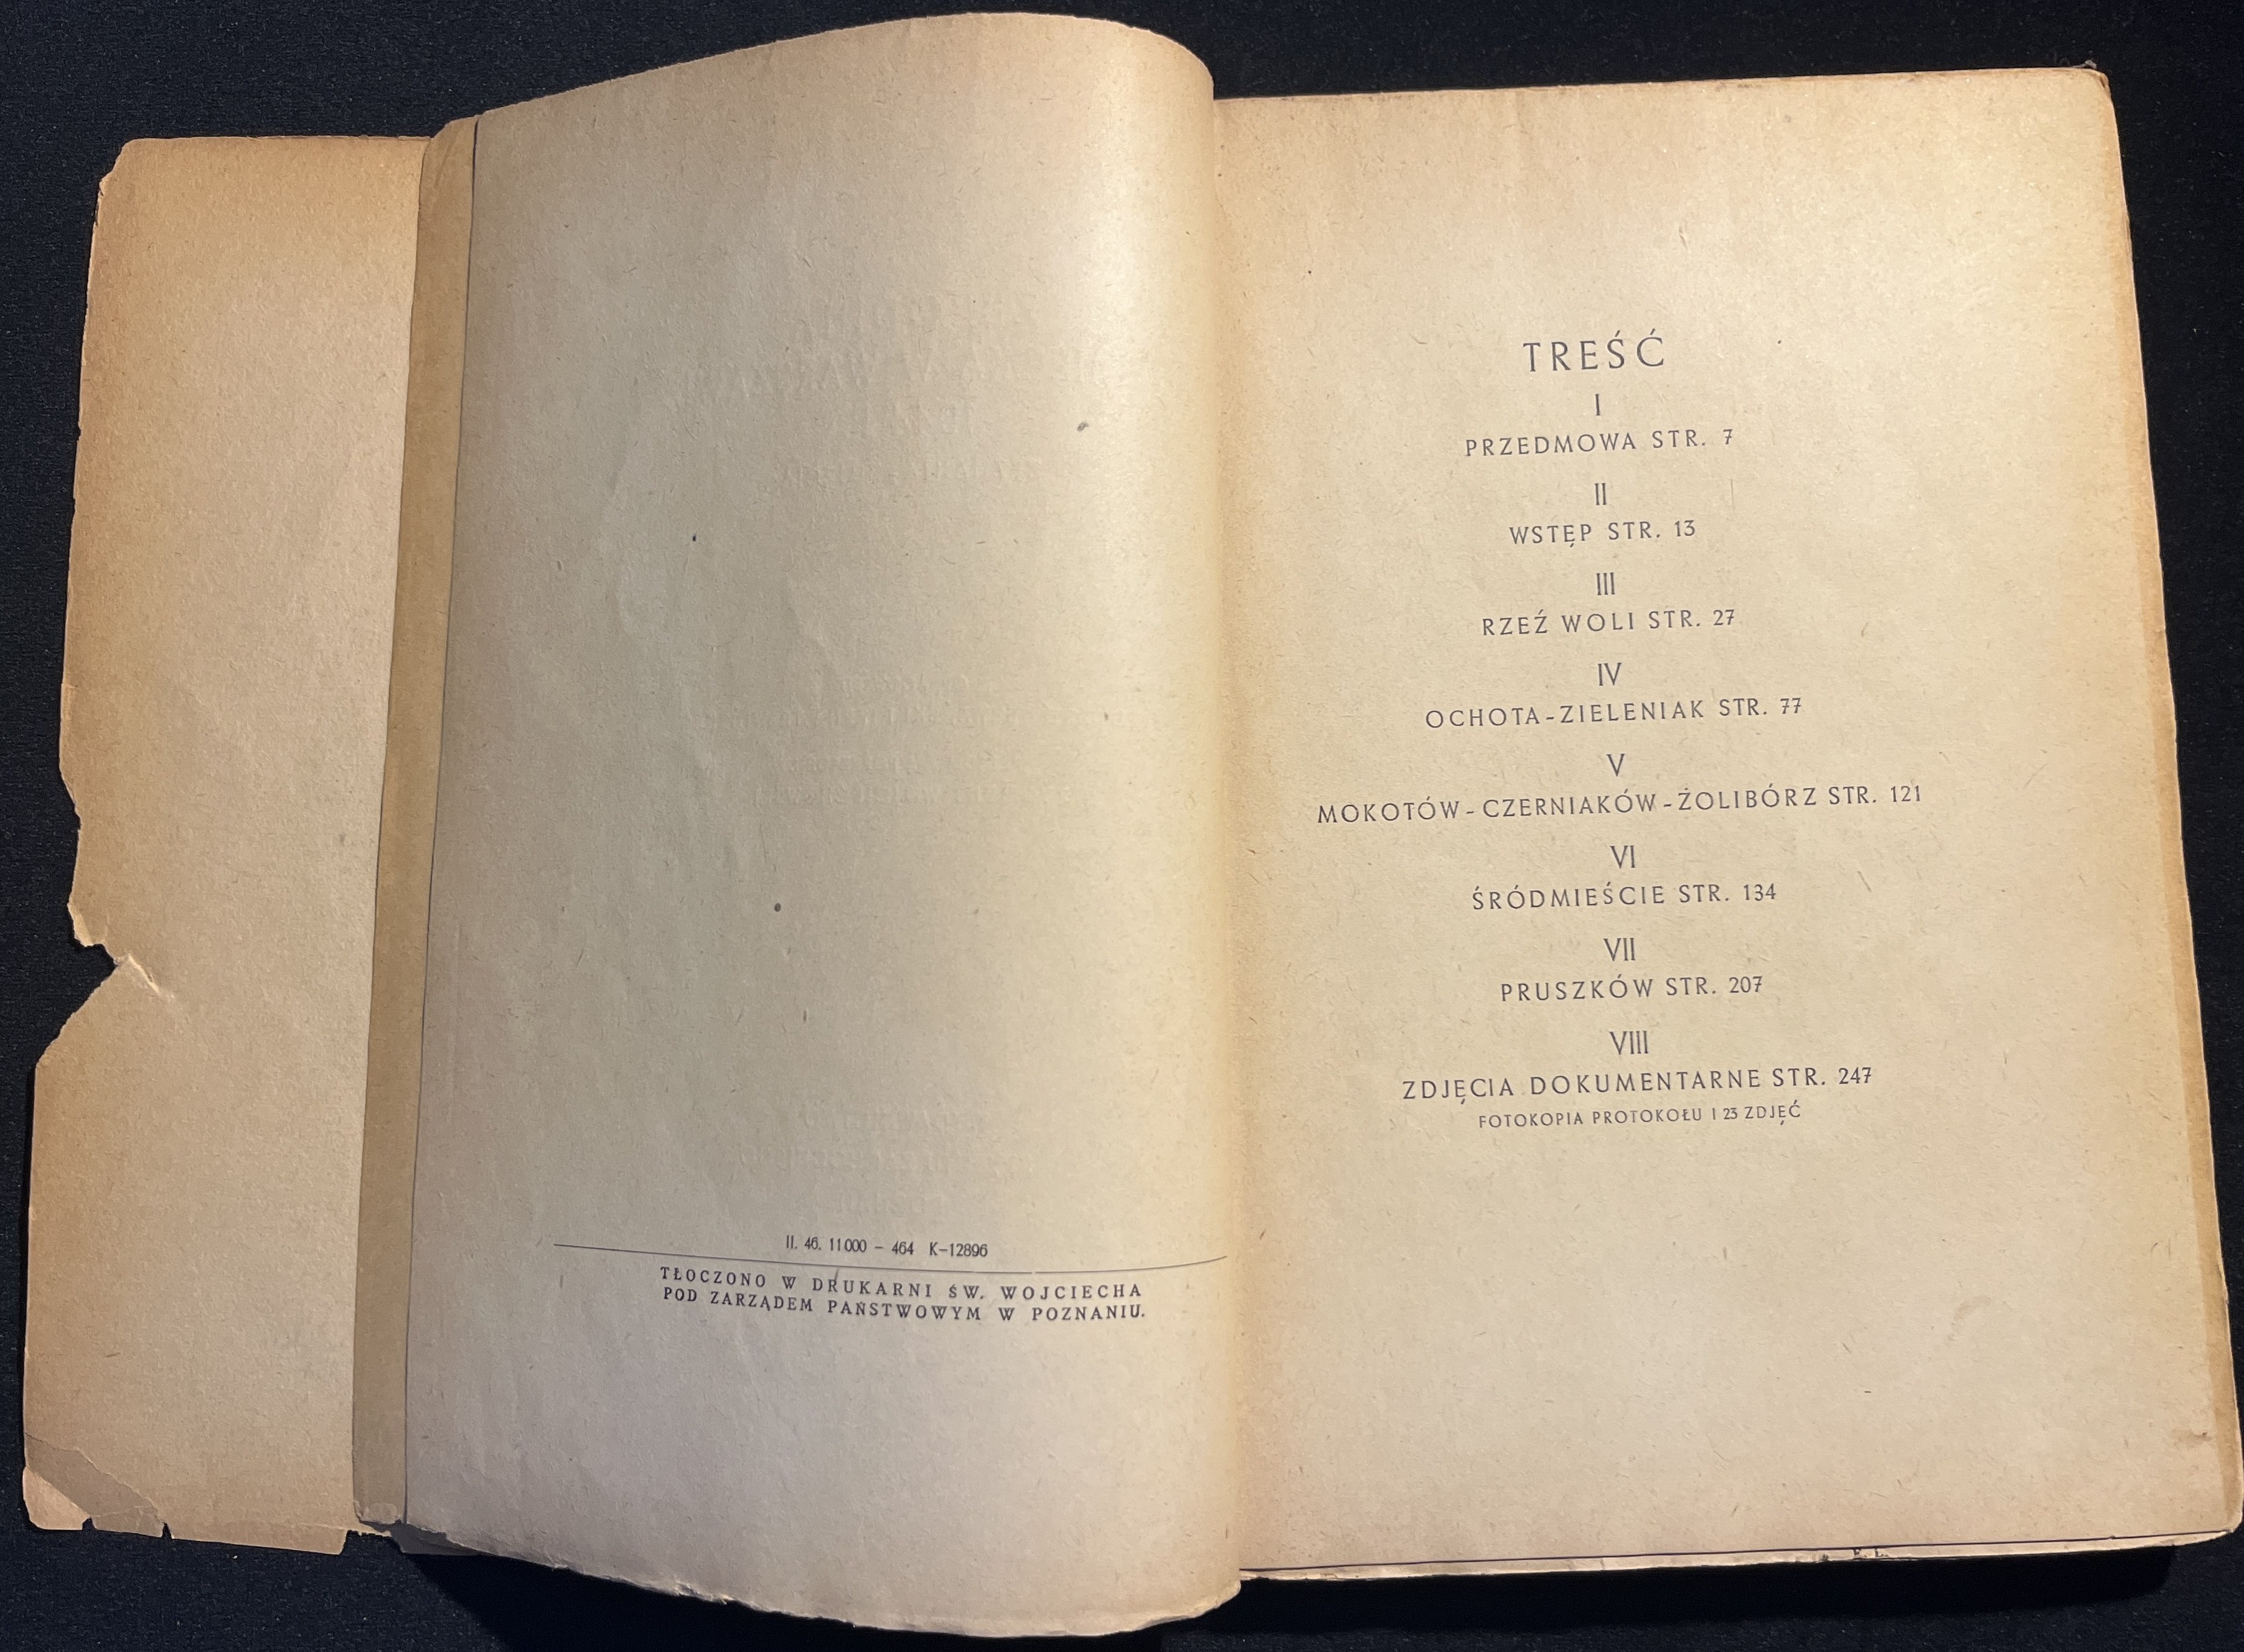 II. 46. 11000 – 464 K–12896
TŁOCZONO W DRUKARNI ŚW. WOJCIECHA
POD ZARZĄDEM PAŃSTWOWYM W POZNANIU.
TREŚĆ
I
PRZEDMOWA STR. 7
II
WSTĘP STR. 13
III
RZEŹ WOLI STR. 27
IV
OCHOTA-ZIELENIAK STR. 77
V
MOKOTÓW-CZERNIAKÓW-ŻOLIBÓRZ STR. 121
VI
ŚRÓDMIEŚCIE STR. 134
VII
PRUSZKÓW STR. 207
VIII
ZDJĘCIA DOKUMENTARNE STR. 247
FOTOKOPIA PROTOKOŁU I 23 ZDJĘĆ